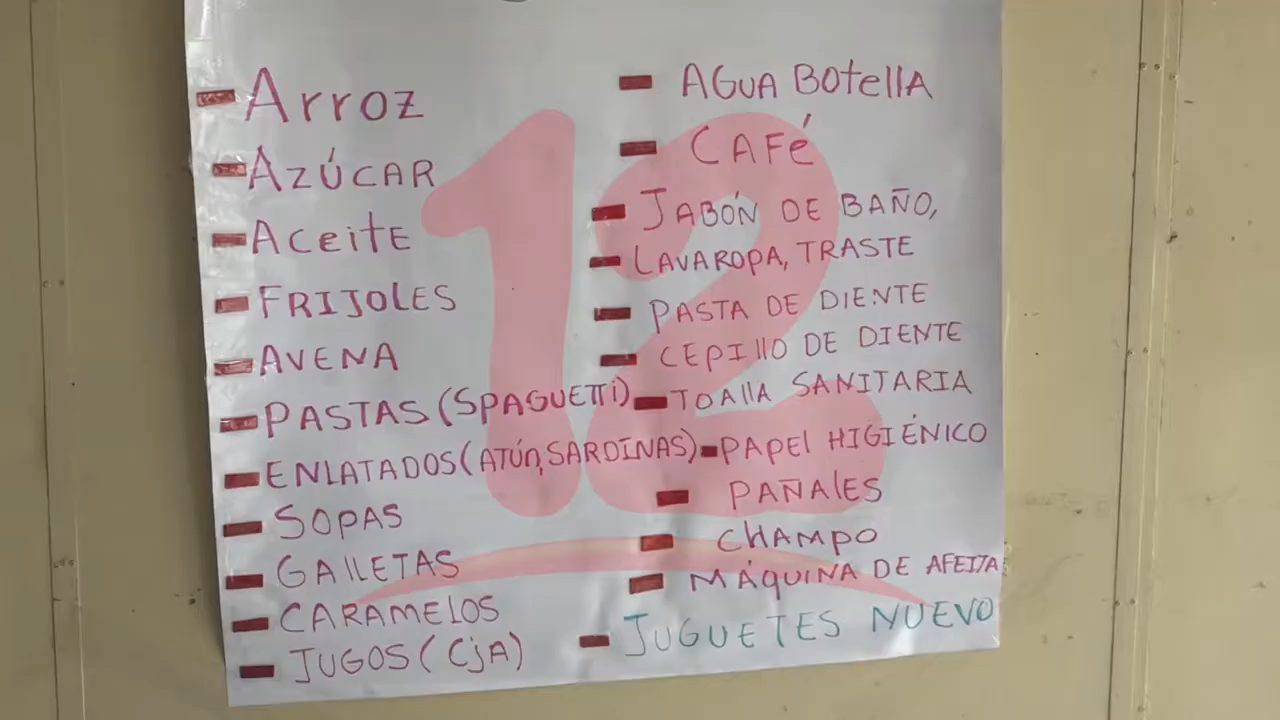 Arroz
AZÚCAR
Aceite
FRIJOLES
AVENA
PASTAS (SPAGUETTI)
ENLATADOS (ATÚN, SARDINAS)
SOPAS
GAllETAS
CARAMELOS
JUGOS (CjA)
AGUA BOtellA
CAFé
JABÓN DE BAÑO,
LAVAROPA, TRASTE
PASTA DE DIENTE
CEPIllO DE DIENTE
TOAllA SANITARIA
PAPEl HIGIÉNICO
PAÑAlES
CHAMPO
MÁQUINA DE AFEITA
JUGUETES NUEVO
12